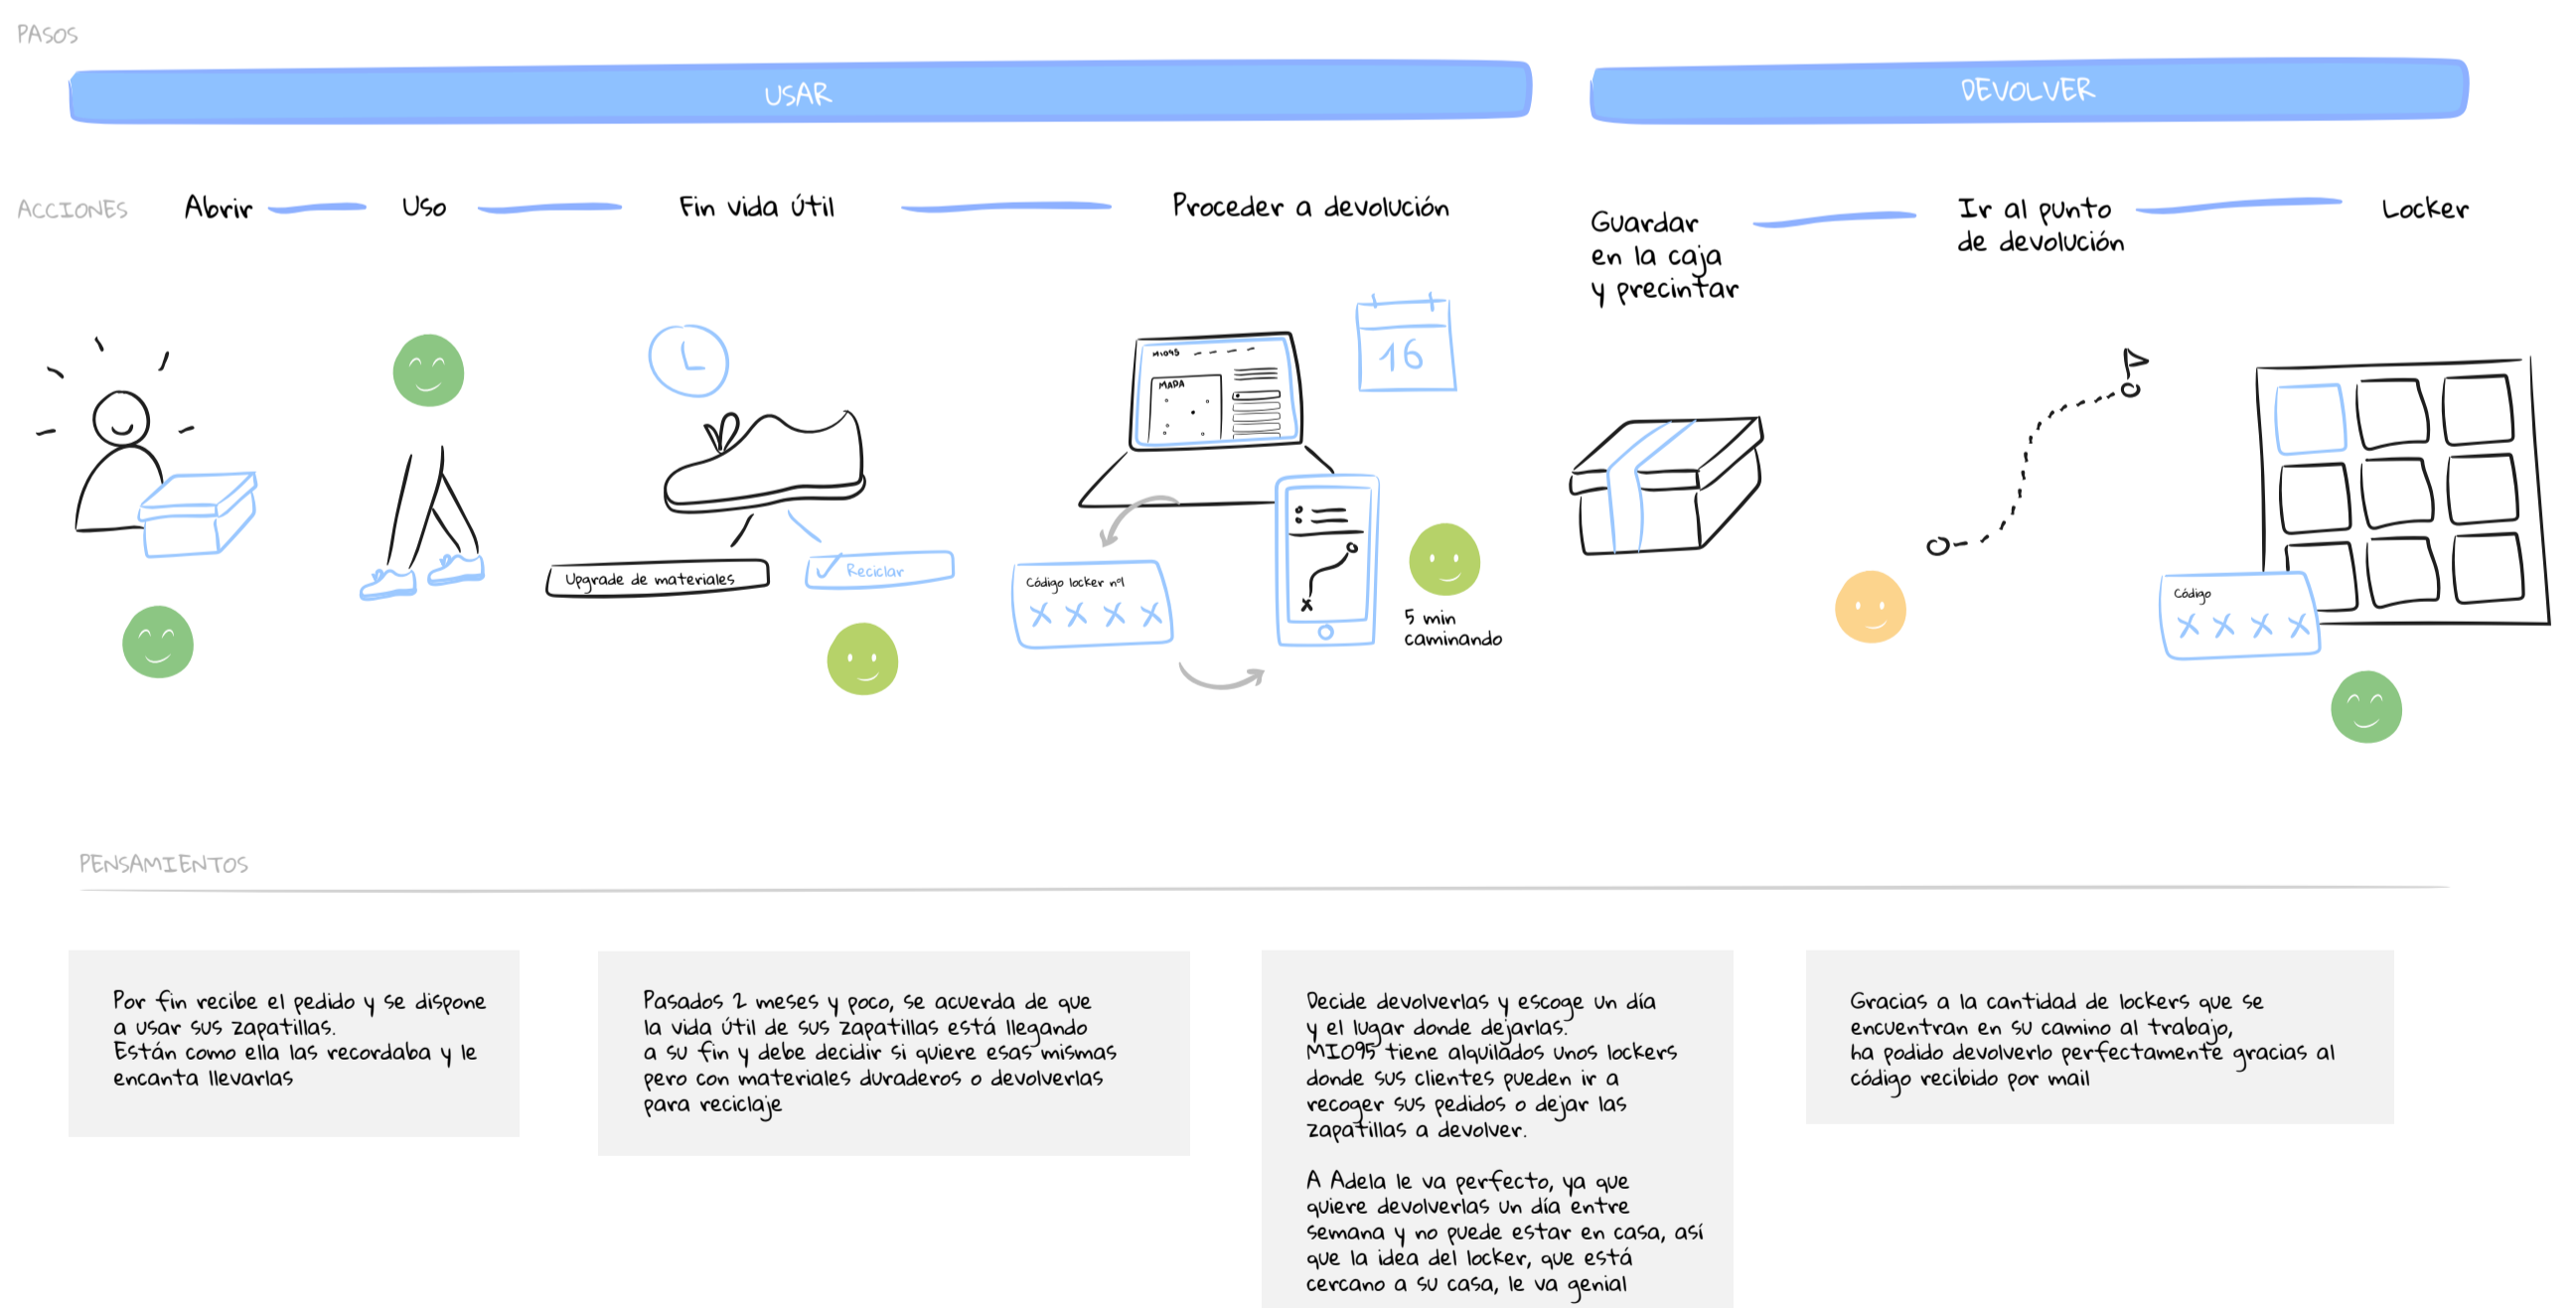 PASOS
USAR
DEVOLVER
ACCIONES
Abrir
Uso
Fin vida útil
Proceder a devolución
Guardar
en la caja
y precintar
Ir al punto
de devolución
Locker
16
MIO95
MAPA
Upgrade de materiales
Reciclar
Código locker nº1
X X X X
5 min
caminando
Código
X X X X
PENSAMIENTOS
Por fin recibe el pedido y se dispone
a usar sus zapatillas.
Están como ella las recordaba y le
encanta llevarlas
Pasados 2 meses y poco, se acuerda de que
la vida útil de sus zapatillas está llegando
a su fin y debe decidir si quiere esas mismas
pero con materiales duraderos o devolverlas
para reciclaje
Decide devolverlas y escoge un día
y el lugar donde dejarlas.
MIO95 tiene alquilados unos lockers
donde sus clientes pueden ir a
recoger sus pedidos o dejar las
zapatillas a devolver.
A Adela le va perfecto, ya que
quiere devolverlas un día entre
semana y no puede estar en casa, así
que la idea del locker, que está
cercano a su casa, le va genial
Gracias a la cantidad de lockers que se
encuentran en su camino al trabajo,
ha podido devolverlo perfectamente gracias al
código recibido por mail